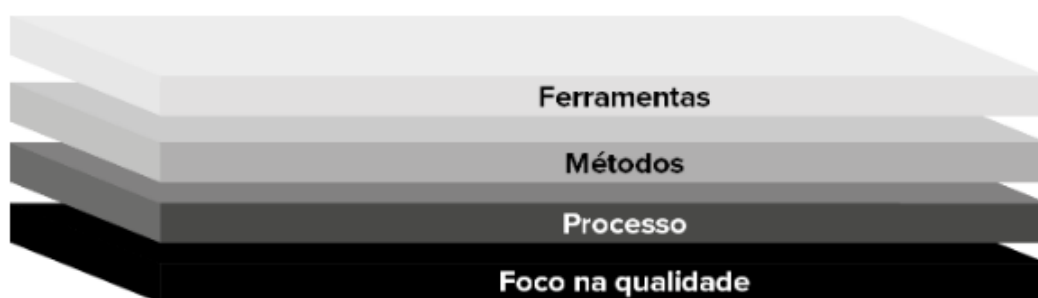 Ferramentas
Métodos
Processo
Foco na qualidade